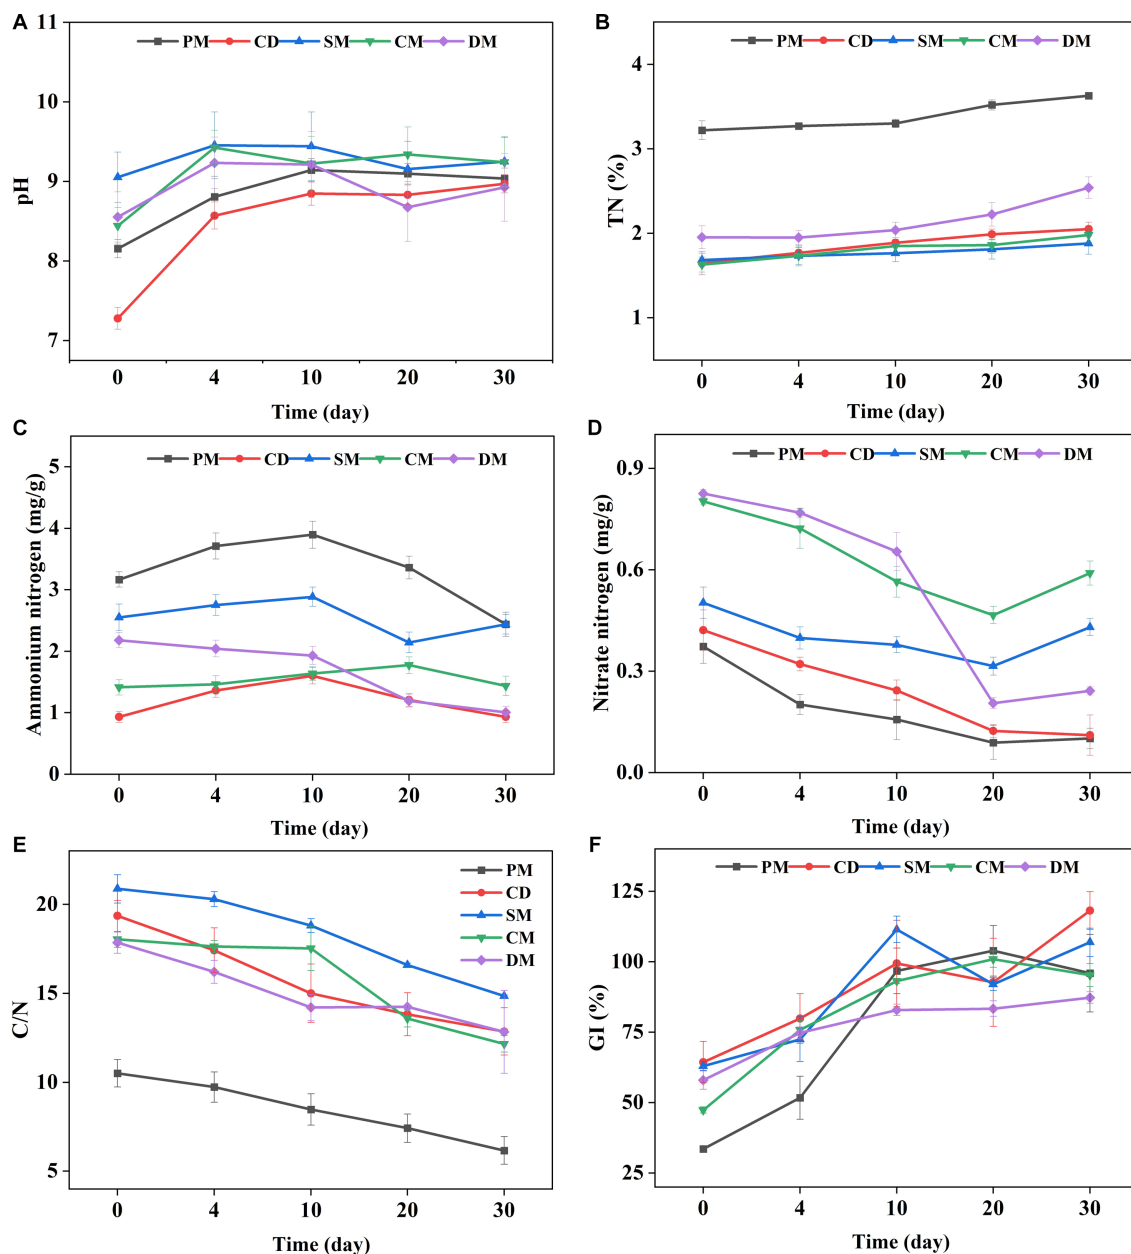 A
11
10
9
8
7
pH
PM CD SM CM DM
0 4 10 20 30
Time (day)
B
4
3
2
1
TN (%)
PM CD SM CM DM
0 4 10 20 30
Time (day)
C
5
4
3
2
1
0
Ammonium nitrogen (mg/g)
PM CD SM CM DM
0 4 10 20 30
Time (day)
D
0.9
0.6
0.3
0.0
Nitrate nitrogen (mg/g)
PM CD SM CM DM
0 4 10 20 30
Time (day)
E
20
15
10
5
C/N
PM
CD
SM
CM
DM
0 4 10 20 30
Time (day)
F
125
100
75
50
25
GI (%)
PM CD SM CM DM
0 4 10 20 30
Time (day)